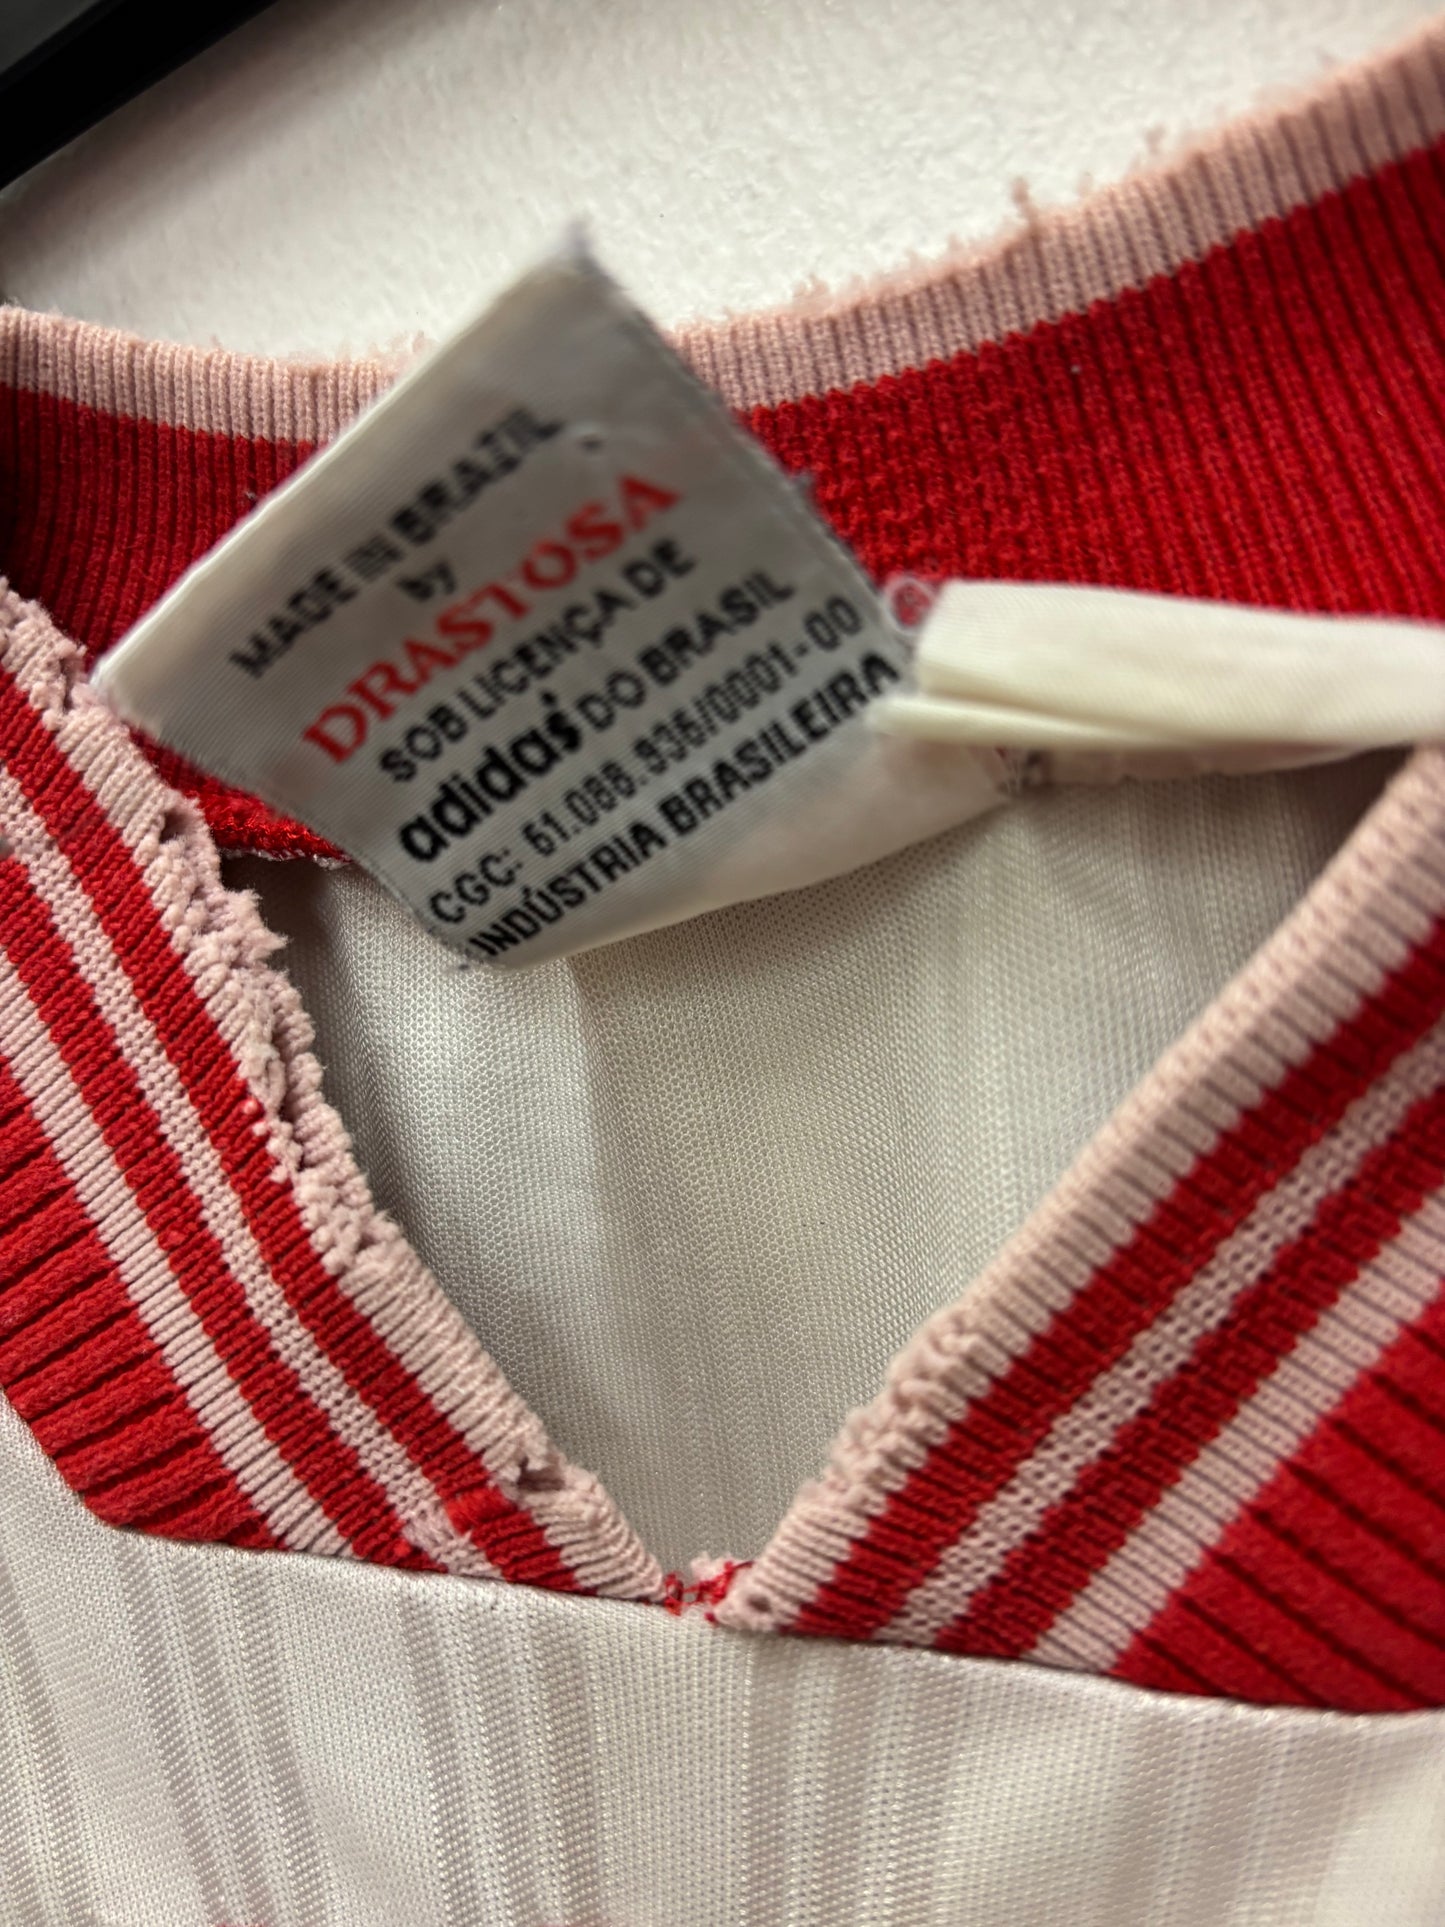 MADE IN BRAZIL
by
DRASTOSA
SOB LICENÇA DE
adidas DO BRASIL
CGC: 61.088.936/0001-00
INDÚSTRIA BRASILEIRA